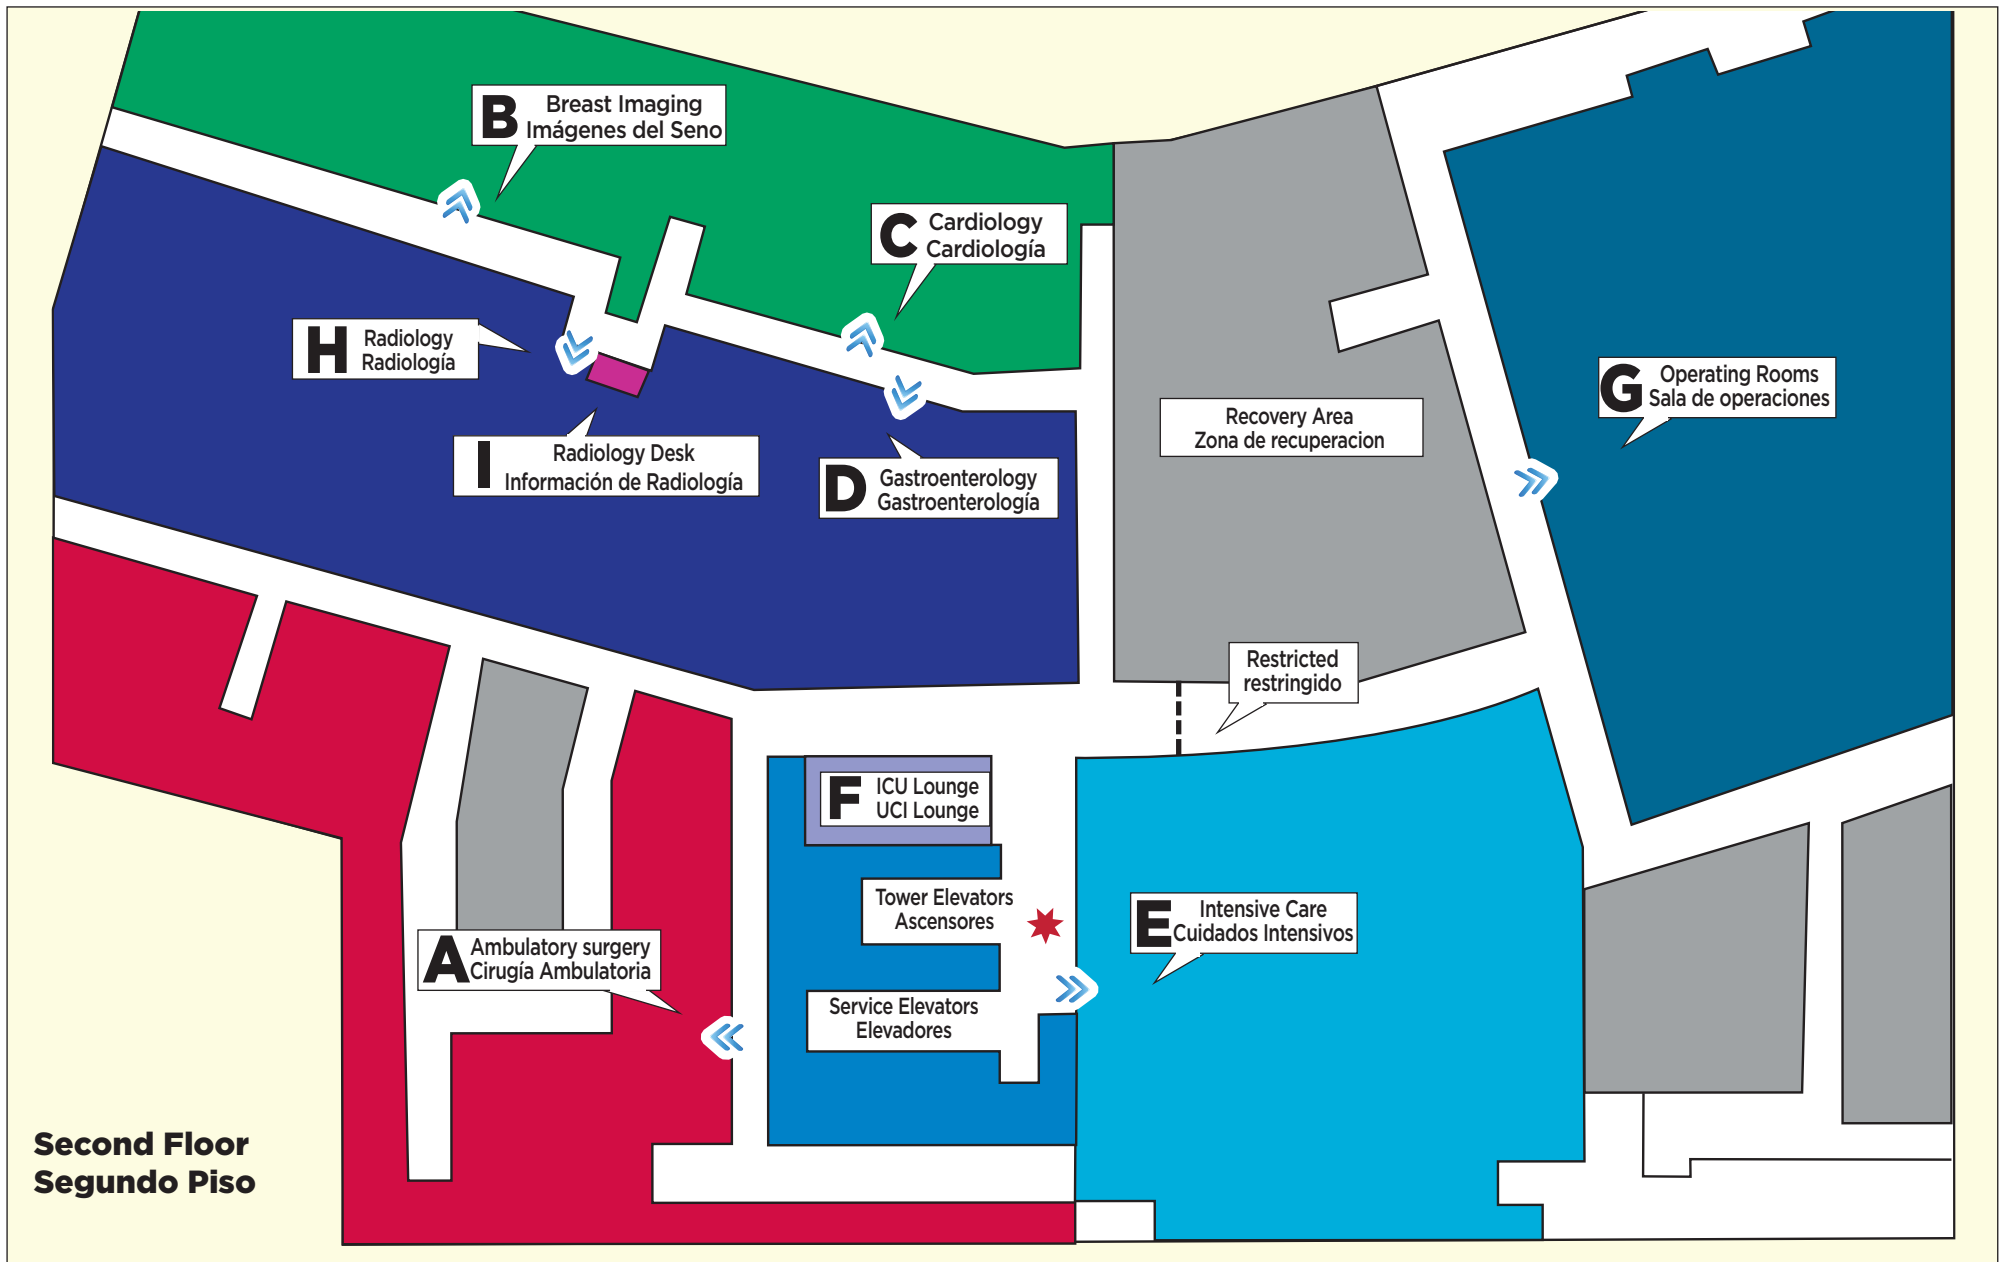 B
Breast Imaging
Imágenes del Seno
C
Cardiology
Cardiología
H
Radiology
Radiología
I
Radiology Desk
Información de Radiología
D
Gastroenterology
Gastroenterología
Recovery Area
Zona de recuperacion
G
Operating Rooms
Sala de operaciones
Restricted
restringido
F
ICU Lounge
UCI Lounge
Tower Elevators
Ascensores
E
Intensive Care
Cuidados Intensivos
A
Ambulatory surgery
Cirugía Ambulatoria
Service Elevators
Elevadores
Second Floor
Segundo Piso